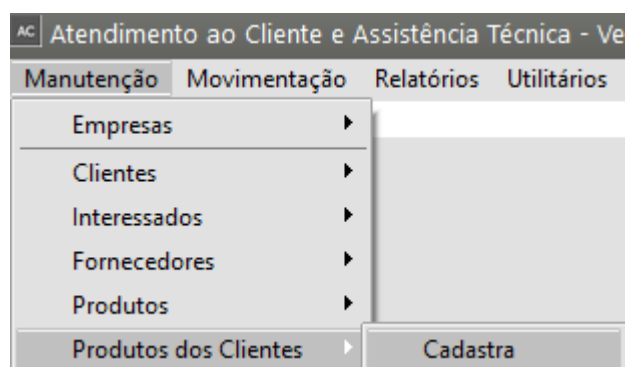 AC Atendimento ao Cliente e Assistência Técnica - Ve
Manutenção Movimentação Relatórios Utilitários
Empresas
Clientes
Interessados
Fornecedores
Produtos
Produtos dos Clientes Cadastra